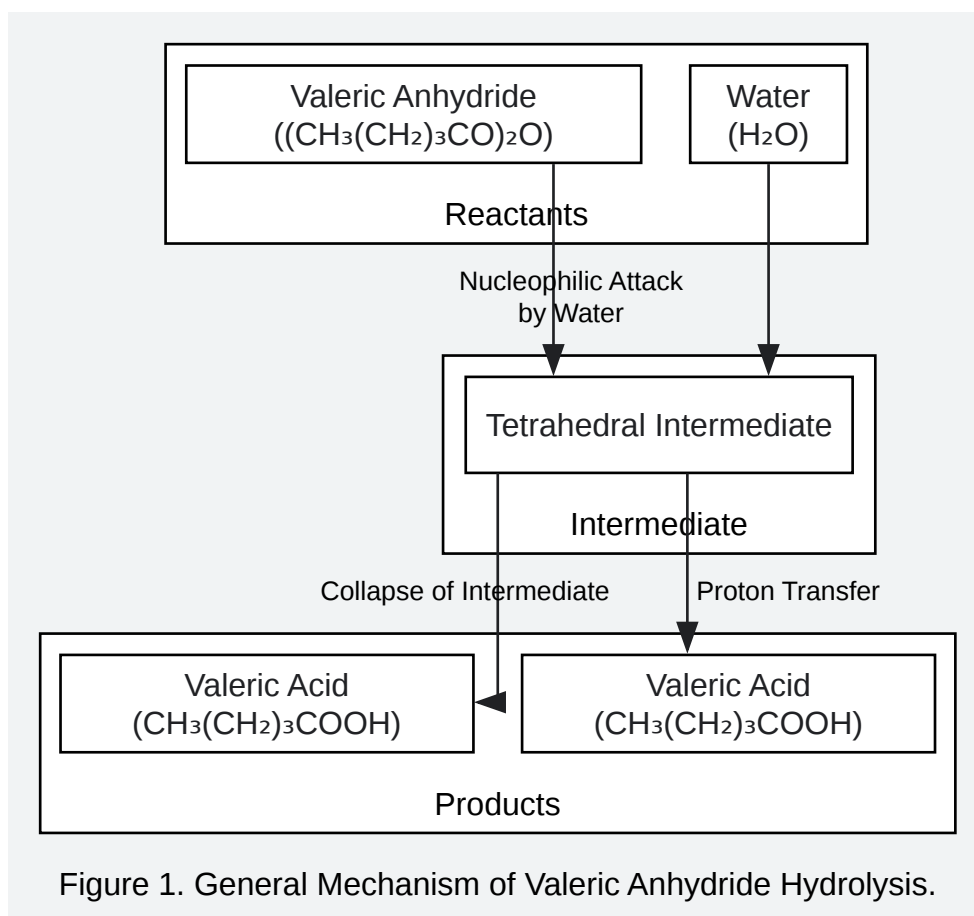 Valeric Anhydride
((CH₃(CH₂)₃CO)₂O)
Water
(H₂O)
Reactants
Nucleophilic Attack
by Water
Tetrahedral Intermediate
Intermediate
Collapse of Intermediate
Proton Transfer
Valeric Acid
(CH₃(CH₂)₃COOH)
Valeric Acid
(CH₃(CH₂)₃COOH)
Products
Figure 1. General Mechanism of Valeric Anhydride Hydrolysis.